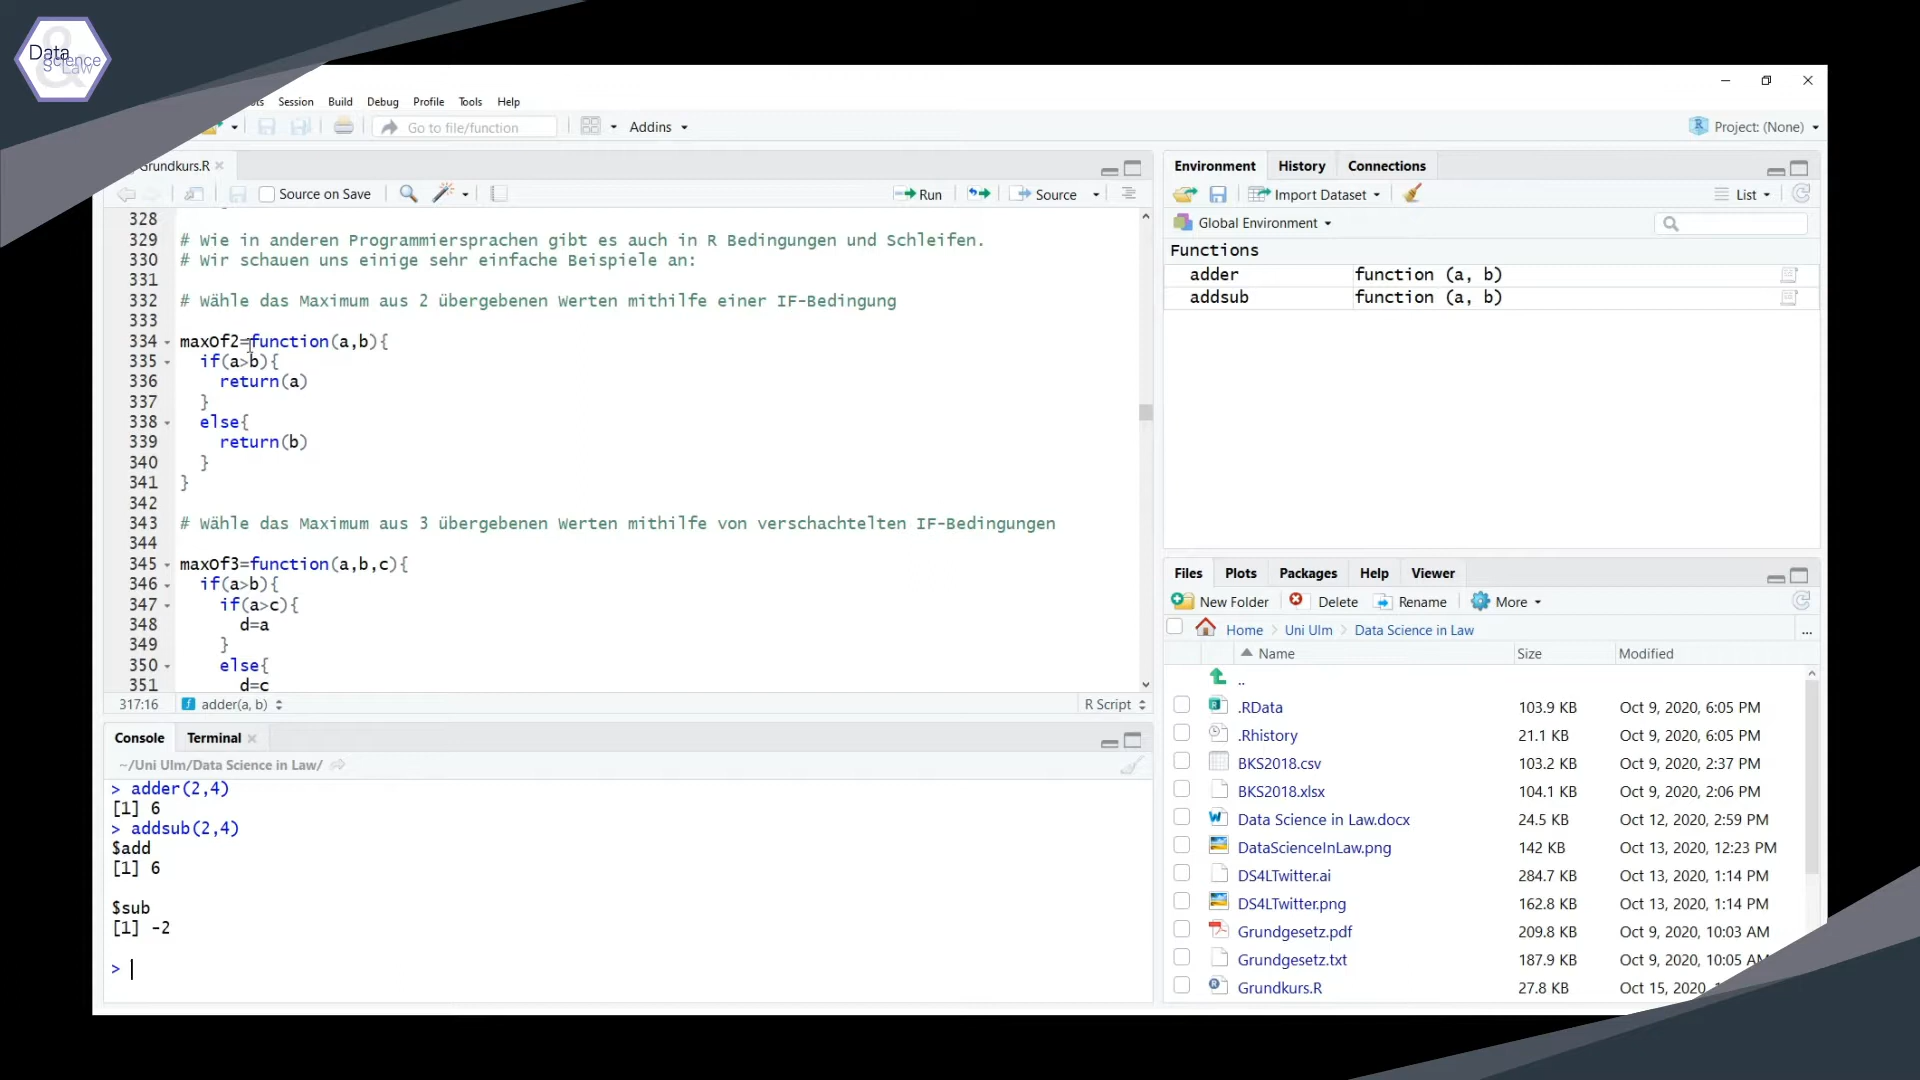 Data
Science
Law
&
Session Build Debug Profile Tools Help
Go to file/function
Addins
Project: (None)
Grundkurs.R
Source on Save
Run
Source
328
329 # Wie in anderen Programmiersprachen gibt es auch in R Bedingungen und Schleifen.
330 # Wir schauen uns einige sehr einfache Beispiele an:
331
332 # Wähle das Maximum aus 2 übergebenen Werten mithilfe einer IF-Bedingung
333
334 maxOf2=function(a,b){
335 if(a>b){
336 return(a)
337 }
338 else{
339 return(b)
340 }
341 }
342
343 # Wähle das Maximum aus 3 übergebenen Werten mithilfe von verschachtelten IF-Bedingungen
344
345 maxOf3=function(a,b,c){
346 if(a>b){
347 if(a>c){
348 d=a
349 }
350 else{
351 d=c
317:16 adder(a, b) R Script
Console Terminal
~/Uni Ulm/Data Science in Law/
> adder(2,4)
[1] 6
> addsub(2,4)
$add
[1] 6
$sub
[1] -2
>
Environment History Connections
Import Dataset
List
Global Environment
Functions
adder function (a, b)
addsub function (a, b)
Files Plots Packages Help Viewer
New Folder Delete Rename More
Home Uni Ulm Data Science in Law ...
Name Size Modified
..
.RData 103.9 KB Oct 9, 2020, 6:05 PM
.Rhistory 21.1 KB Oct 9, 2020, 6:05 PM
BKS2018.csv 103.2 KB Oct 9, 2020, 2:37 PM
BKS2018.xlsx 104.1 KB Oct 9, 2020, 2:06 PM
Data Science in Law.docx 24.5 KB Oct 12, 2020, 2:59 PM
DataScienceInLaw.png 142 KB Oct 13, 2020, 12:23 PM
DS4LTwitter.ai 284.7 KB Oct 13, 2020, 1:14 PM
DS4LTwitter.png 162.8 KB Oct 13, 2020, 1:14 PM
Grundgesetz.pdf 209.8 KB Oct 9, 2020, 10:03 AM
Grundgesetz.txt 187.9 KB Oct 9, 2020, 10:05 AM
Grundkurs.R 27.8 KB Oct 15, 2020,